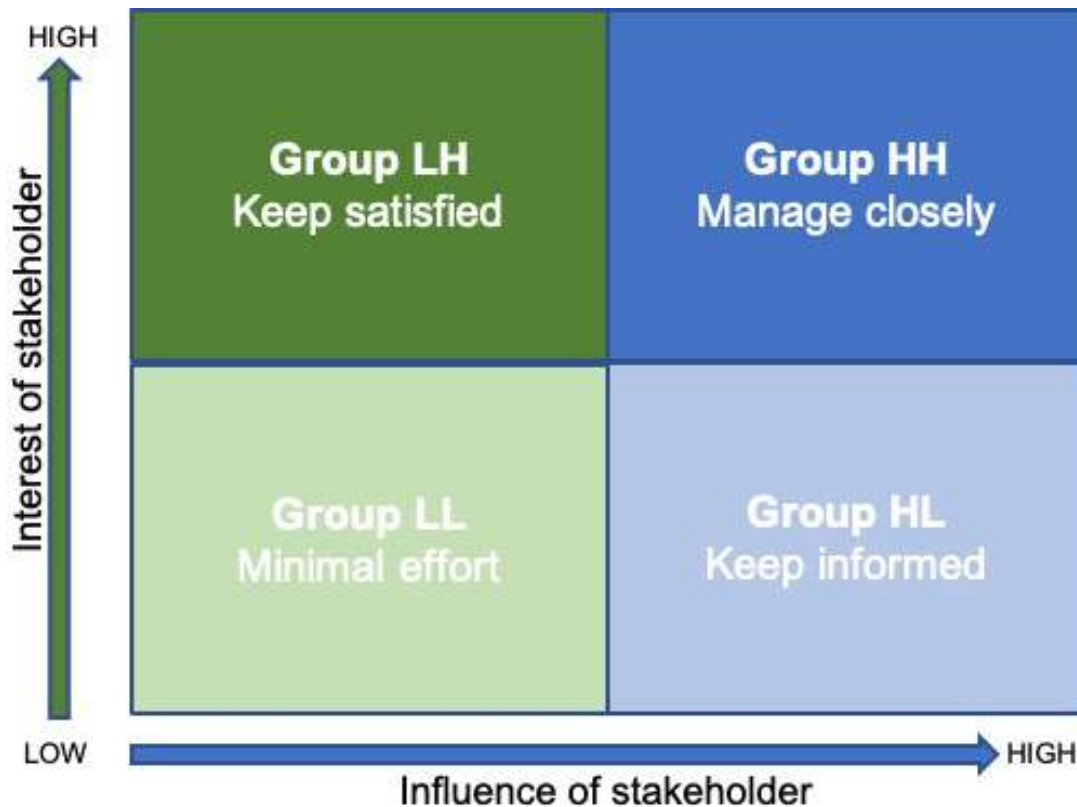 HIGH
Interest of stakeholder
Group LH
Keep satisfied
Group HH
Manage closely
Group LL
Minimal effort
Group HL
Keep informed
LOW
HIGH
Influence of stakeholder